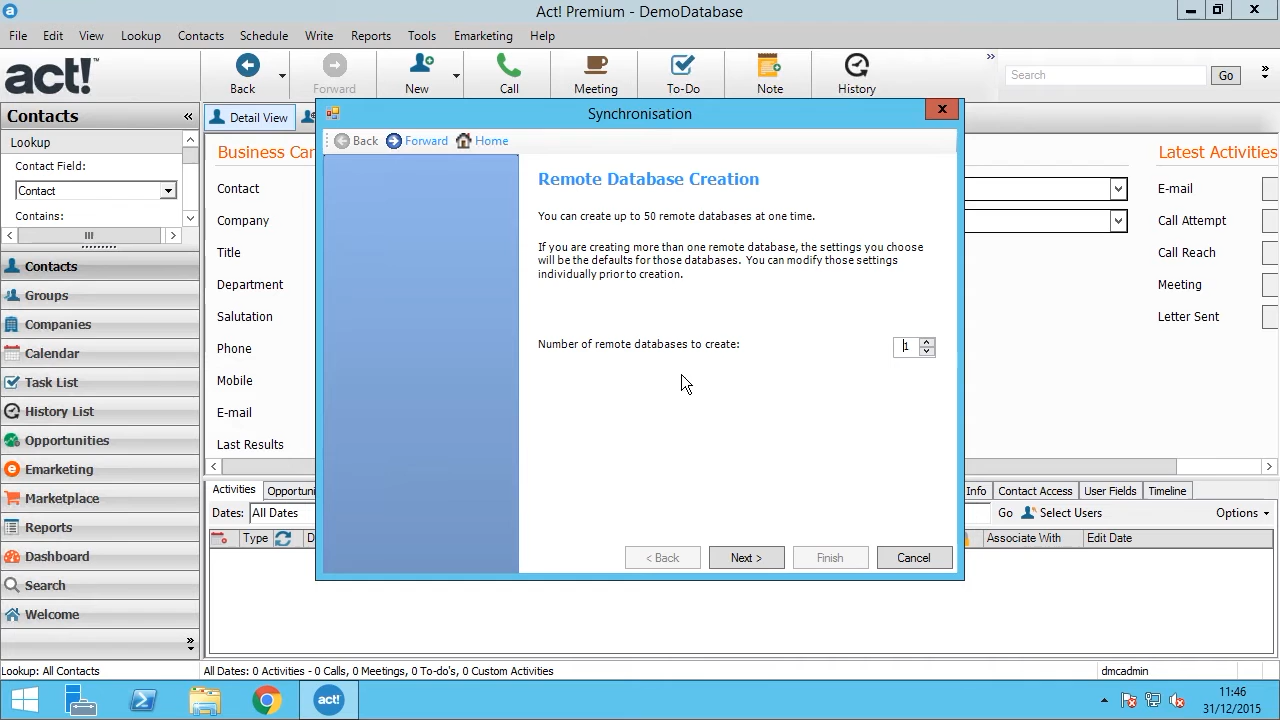 Act! Premium - DemoDatabase
File Edit View Lookup Contacts Schedule Write Reports Tools Emarketing Help
act!
Back Forward New Call Meeting To-Do Note History
Search Go
Contacts
Lookup
Contact Field:
Contact
Contains:
Contacts
Groups
Companies
Calendar
Task List
History List
Opportunities
Emarketing
Marketplace
Reports
Dashboard
Search
Welcome
Lookup: All Contacts
Detail View
Business Car
Contact
Company
Title
Department
Salutation
Phone
Mobile
E-mail
Last Results
Latest Activities
E-mail
Call Attempt
Call Reach
Meeting
Letter Sent
Synchronisation
Back Forward Home
Remote Database Creation
You can create up to 50 remote databases at one time.
If you are creating more than one remote database, the settings you choose
will be the defaults for those databases. You can modify those settings
individually prior to creation.
Number of remote databases to create: 1
< Back Next > Finish Cancel
Activities Opportuni Info Contact Access User Fields Timeline
Dates: All Dates Go Select Users Options
Type D Associate With Edit Date
All Dates: 0 Activities - 0 Calls, 0 Meetings, 0 To-do's, 0 Custom Activities
dmcadmin
act!
11:46
31/12/2015